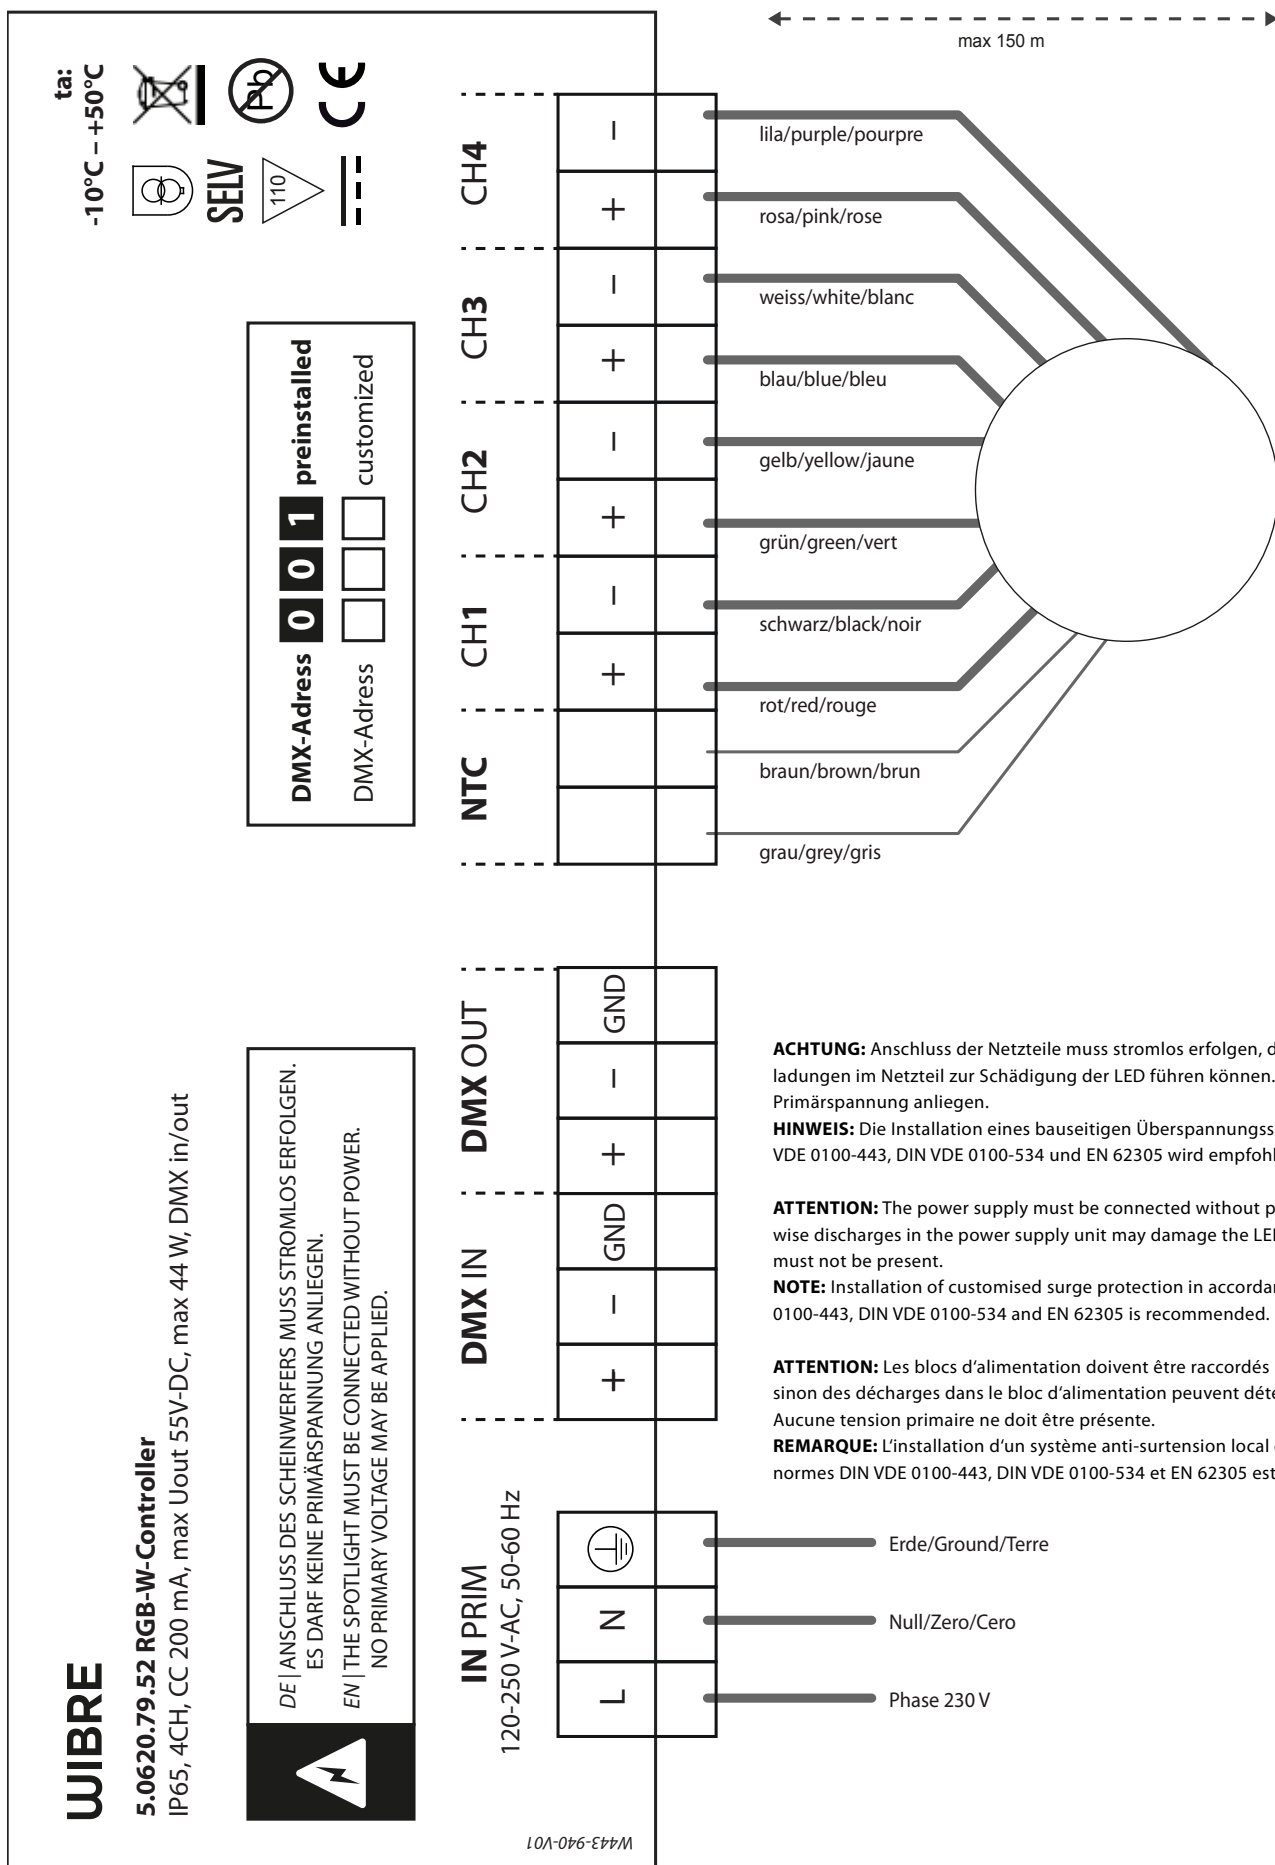 WIBRE
5.0620.79.52 RGB-W-Controller
IP65, 4CH, CC 200 mA, max Uout 55V-DC, max 44 W, DMX in/out
ta:
-10°C – +50°C
SELV
110
Pb
CE
DE | ANSCHLUSS DES SCHEINWERFERS MUSS STROMLOS ERFOLGEN.
ES DARF KEINE PRIMÄRSPANNUNG ANLIEGEN.
EN | THE SPOTLIGHT MUST BE CONNECTED WITHOUT POWER.
NO PRIMARY VOLTAGE MAY BE APPLIED.
DMX-Adress 0 0 1 preinstalled
DMX-Adress customized
IN PRIM
120-250 V-AC, 50-60 Hz
DMX IN
DMX OUT
NTC
CH1
CH2
CH3
CH4
L N
+ − GND
+ − GND
+ − + − + − + −
W443-940-V01
max 150 m
lila/purple/pourpre
rosa/pink/rose
weiss/white/blanc
blau/blue/bleu
gelb/yellow/jaune
grün/green/vert
schwarz/black/noir
rot/red/rouge
braun/brown/brun
grau/grey/gris
ACHTUNG: Anschluss der Netzteile muss stromlos erfolgen, d
ladungen im Netzteil zur Schädigung der LED führen können.
Primärspannung anliegen.
HINWEIS: Die Installation eines bauseitigen Überspannungss
VDE 0100-443, DIN VDE 0100-534 und EN 62305 wird empfohl
ATTENTION: The power supply must be connected without p
wise discharges in the power supply unit may damage the LE
must not be present.
NOTE: Installation of customised surge protection in accorda
0100-443, DIN VDE 0100-534 and EN 62305 is recommended.
ATTENTION: Les blocs d‘alimentation doivent être raccordés
sinon des décharges dans le bloc d‘alimentation peuvent dét
Aucune tension primaire ne doit être présente.
REMARQUE: L‘installation d‘un système anti-surtension local
normes DIN VDE 0100-443, DIN VDE 0100-534 et EN 62305 est
Erde/Ground/Terre
Null/Zero/Cero
Phase 230 V